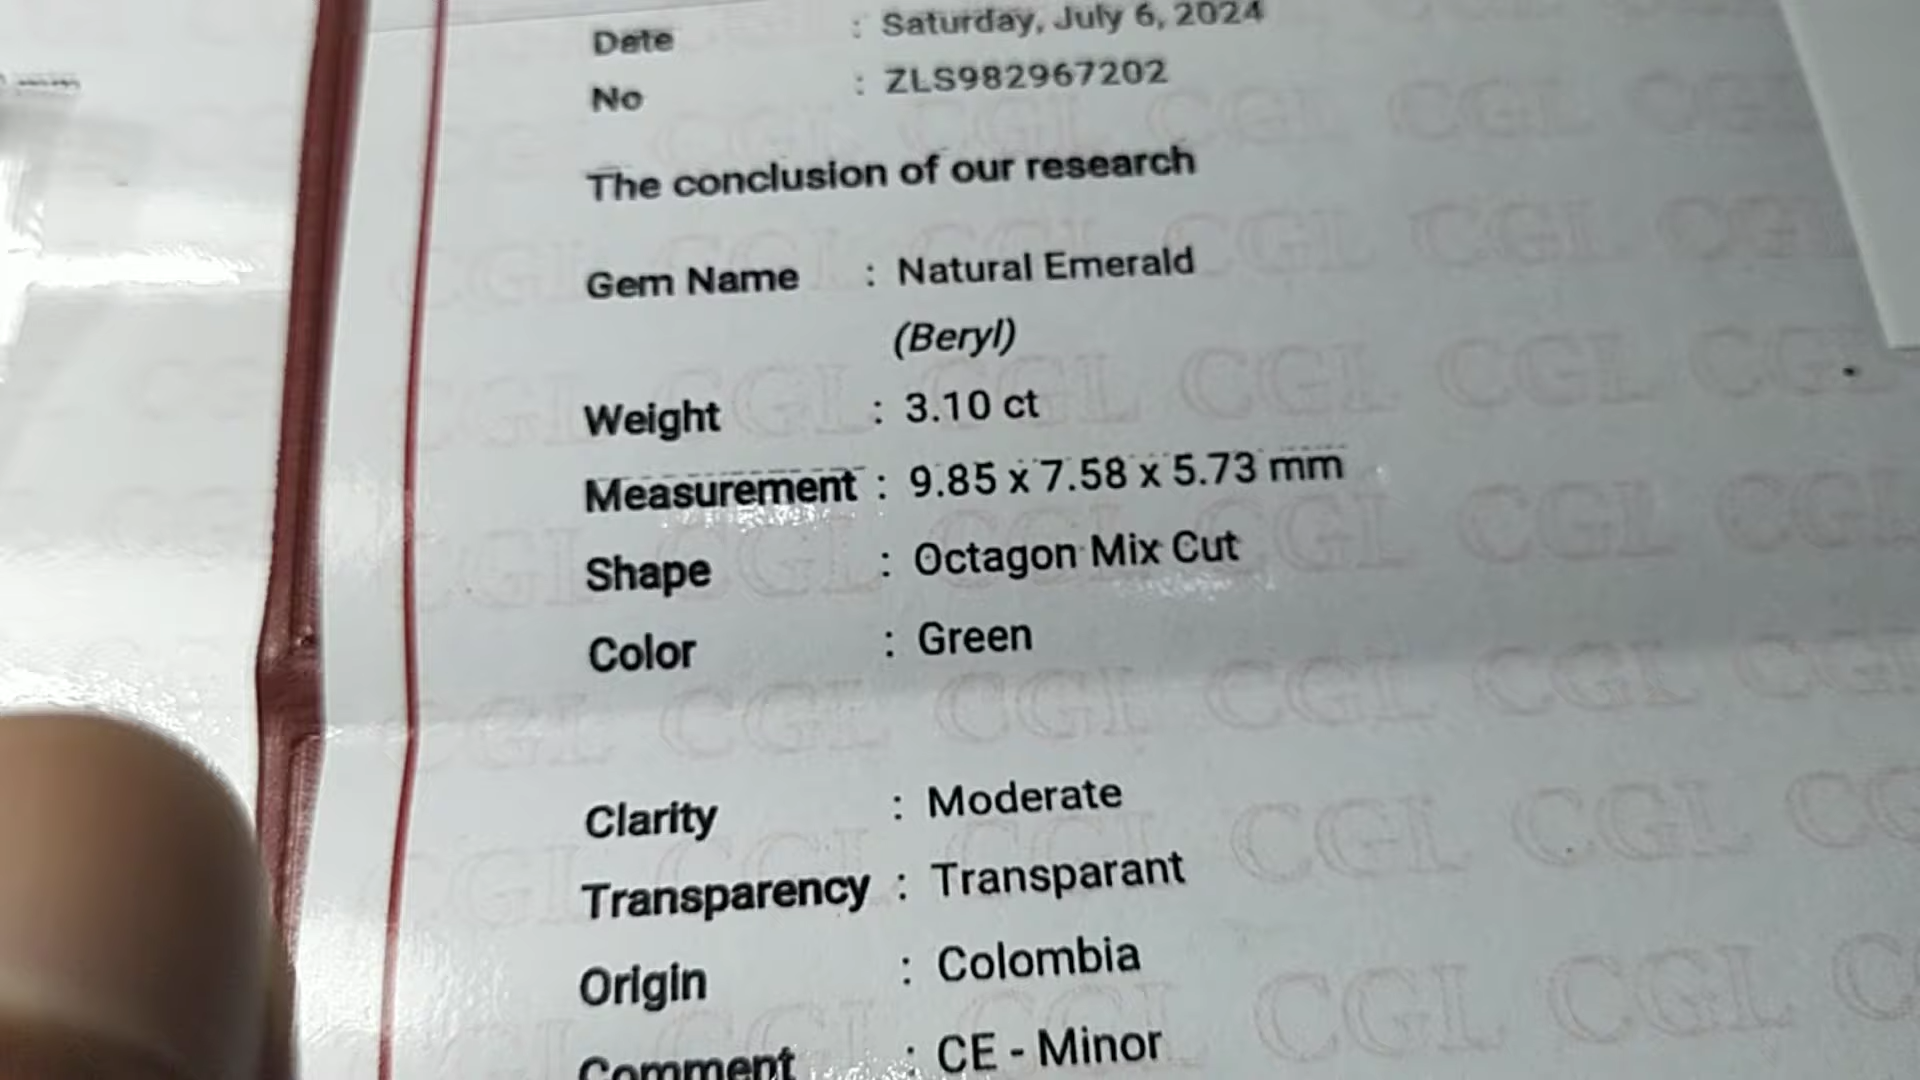 Date : Saturday, July 6, 2024
No : ZLS982967202
The conclusion of our research
Gem Name : Natural Emerald
(Beryl)
Weight : 3.10 ct
Measurement : 9.85 x 7.58 x 5.73 mm
Shape : Octagon Mix Cut
Color : Green
Clarity : Moderate
Transparency : Transparant
Origin : Colombia
Comment : CE - Minor